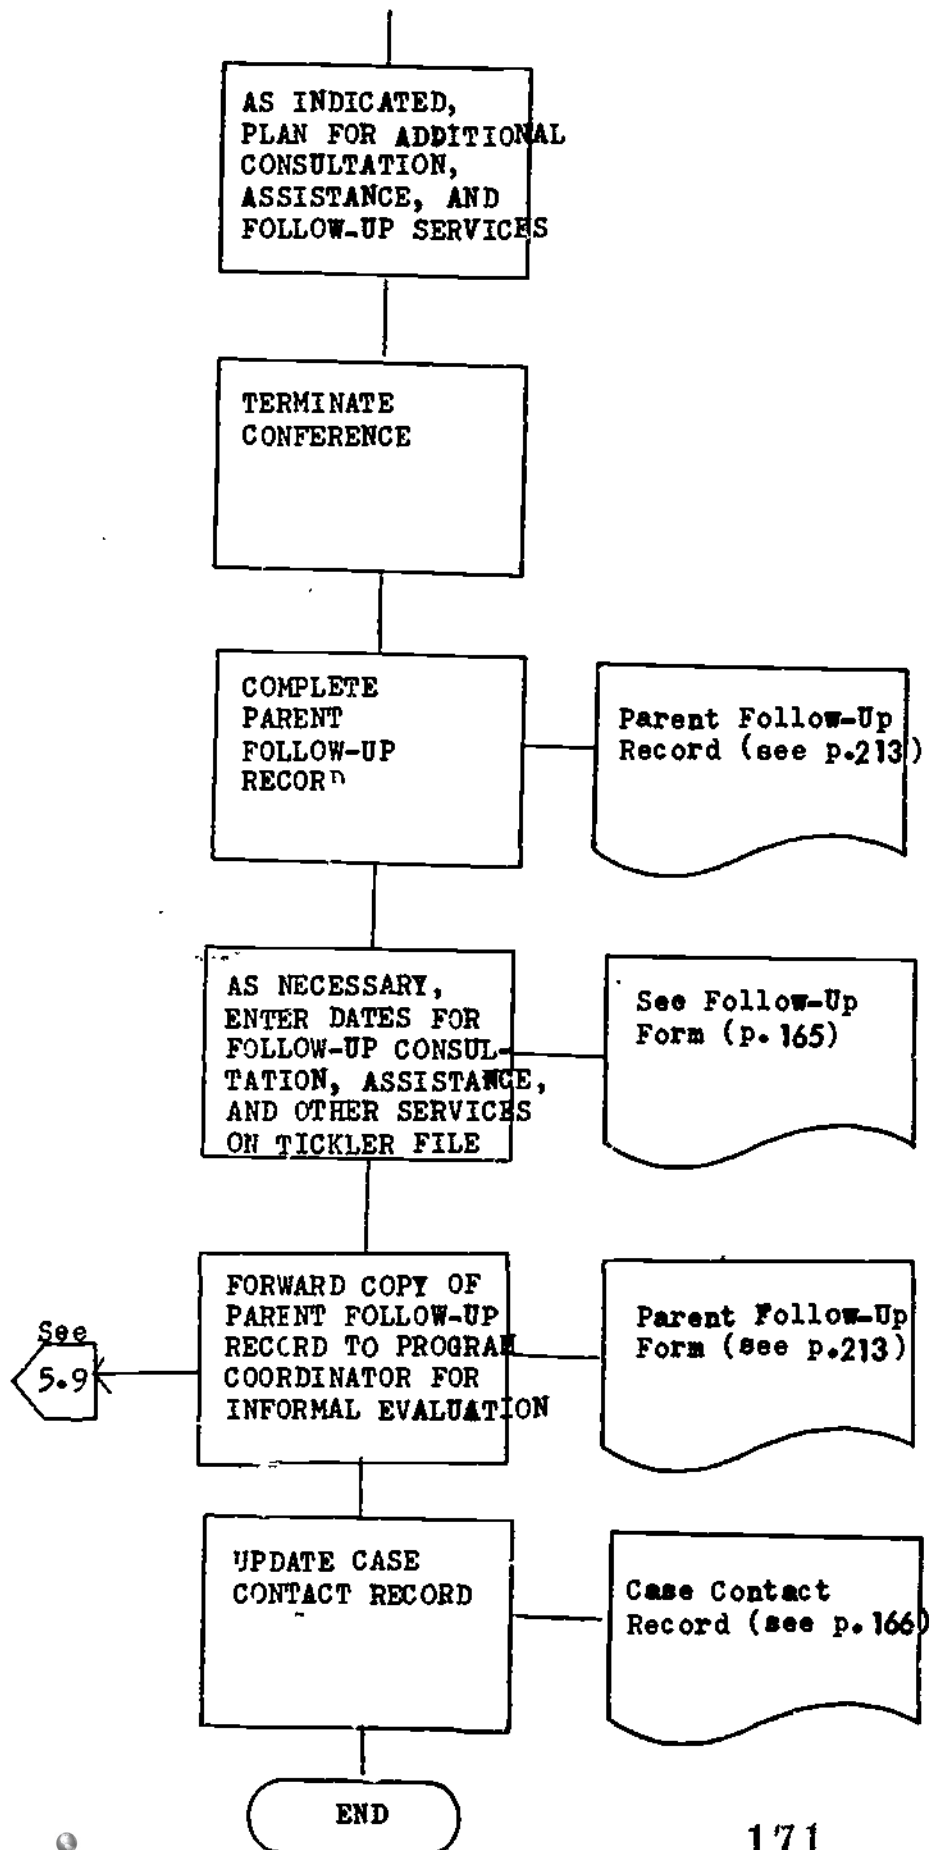 AS INDICATED,
PLAN FOR ADDITIONAL
CONSULTATION,
ASSISTANCE, AND
FOLLOW-UP SERVICES
TERMINATE
CONFERENCE
COMPLETE
PARENT
FOLLOW-UP
RECORD
Parent Follow-Up
Record (see p.213)
AS NECESSARY,
ENTER DATES FOR
FOLLOW-UP CONSUL-
TATION, ASSISTANCE,
AND OTHER SERVICES
ON TICKLER FILE
See Follow-Up
Form (p. 165)
FORWARD COPY OF
PARENT FOLLOW-UP
RECORD TO PROGRAM
COORDINATOR FOR
INFORMAL EVALUATION
See
5.9
Parent Follow-Up
Form (see p.213)
UPDATE CASE
CONTACT RECORD
Case Contact
Record (see p. 166)
END
171